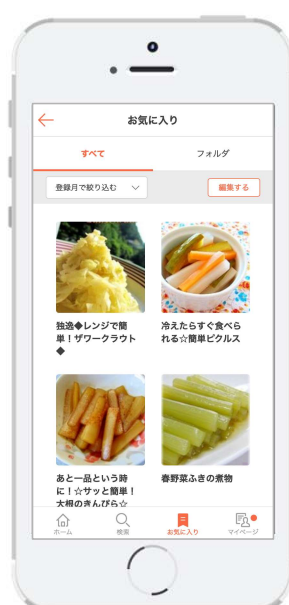 お気に入り
すべて
フォルダ
登録月で絞り込む
編集する
独逸◆レンジで簡
単！ザワークラウト
◆
冷えたらすぐ食べら
れる☆簡単ピクルス
あと一品という時
に！☆サッと簡単！
大根のきんぴら☆
春野菜ふきの煮物
ホーム
検索
お気に入り
マイページ